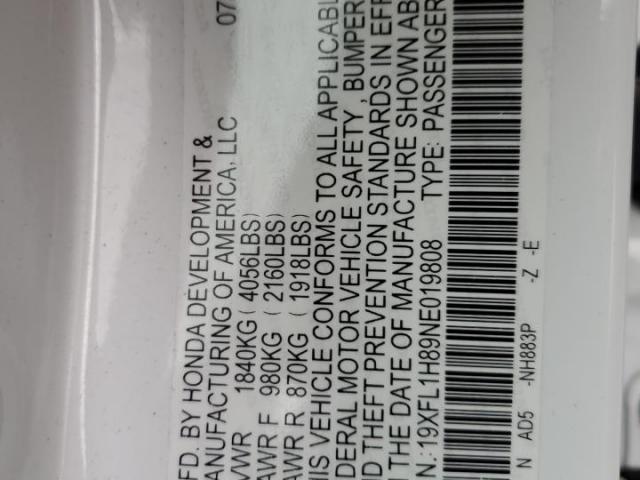 FD. BY HONDA DEVELOPMENT & 07
ANUFACTURING OF AMERICA, LLC
VWR 1840KG (4056LBS)
AWR F 980KG (2160LBS)
AWR R 870KG (1918LBS)
IS VEHICLE CONFORMS TO ALL APPLICABL
DERAL MOTOR VEHICLE SAFETY, BUMPER
ND THEFT PREVENTION STANDARDS IN EFF
N THE DATE OF MANUFACTURE SHOWN AB
N.: 19XFL1H89NE019808 TYPE: PASSENGER
N AD5 -NH883P -Z -E